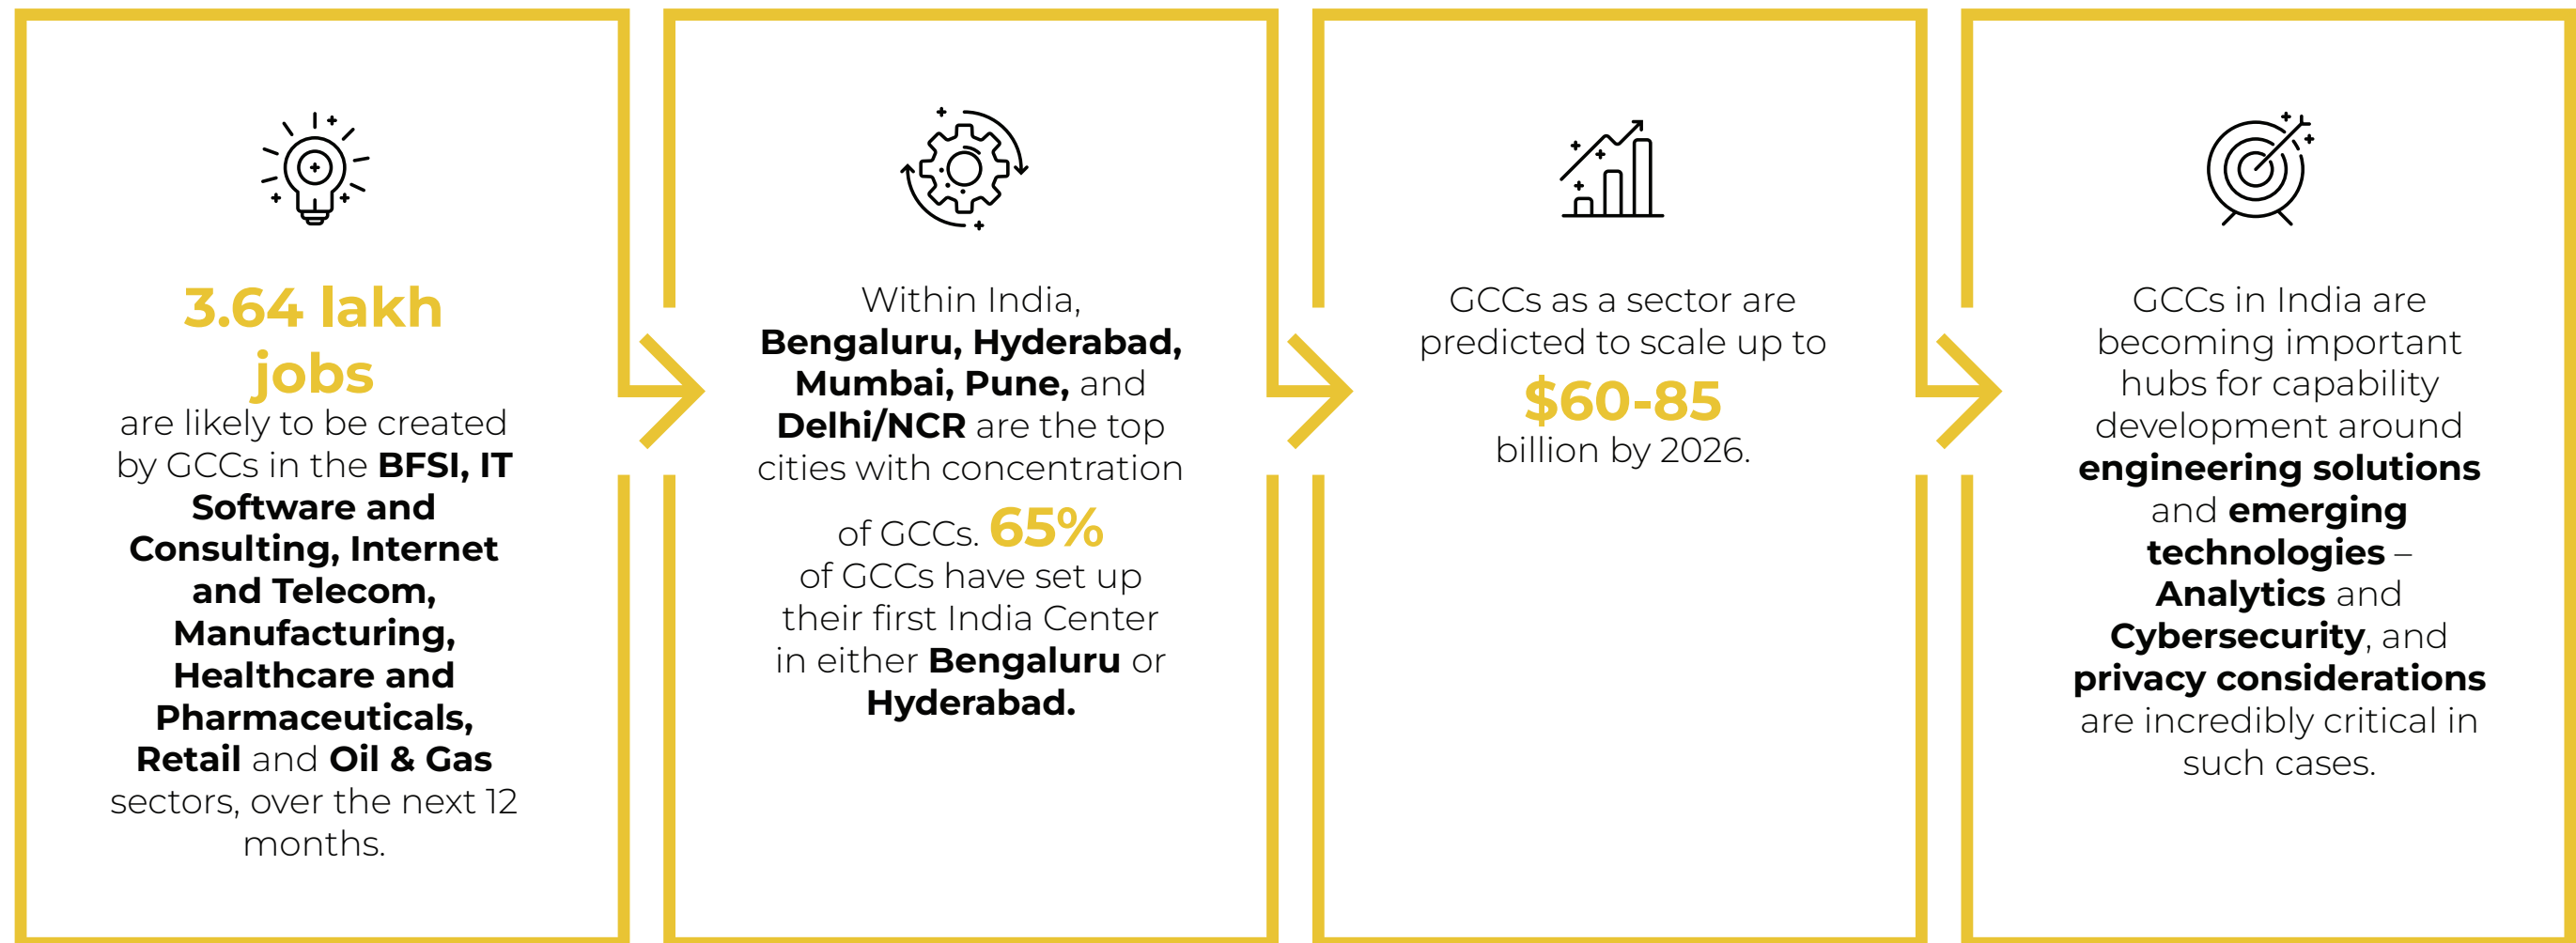 3.64 lakh
jobs
are likely to be created
by GCCs in the BFSI, IT
Software and
Consulting, Internet
and Telecom,
Manufacturing,
Healthcare and
Pharmaceuticals,
Retail and Oil & Gas
sectors, over the next 12
months.
Within India,
Bengaluru, Hyderabad,
Mumbai, Pune, and
Delhi/NCR are the top
cities with concentration
of GCCs. 65%
of GCCs have set up
their first India Center
in either Bengaluru or
Hyderabad.
GCCs as a sector are
predicted to scale up to
$60-85
billion by 2026.
GCCs in India are
becoming important
hubs for capability
development around
engineering solutions
and emerging
technologies –
Analytics and
Cybersecurity, and
privacy considerations
are incredibly critical in
such cases.